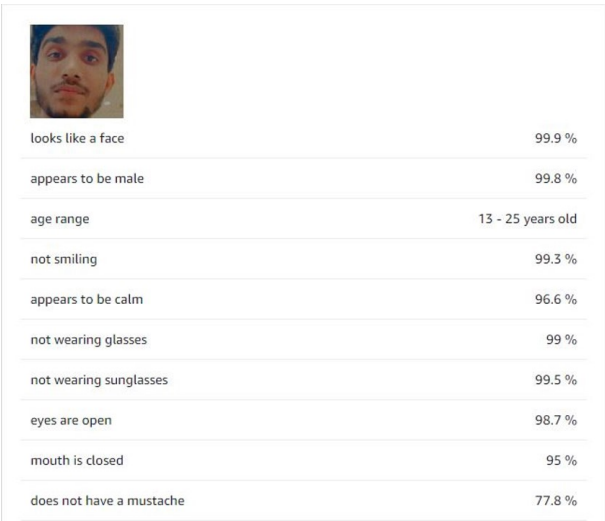 looks like a face 99.9 %
appears to be male 99.8 %
age range 13 - 25 years old
not smiling 99.3 %
appears to be calm 96.6 %
not wearing glasses 99 %
not wearing sunglasses 99.5 %
eyes are open 98.7 %
mouth is closed 95 %
does not have a mustache 77.8 %